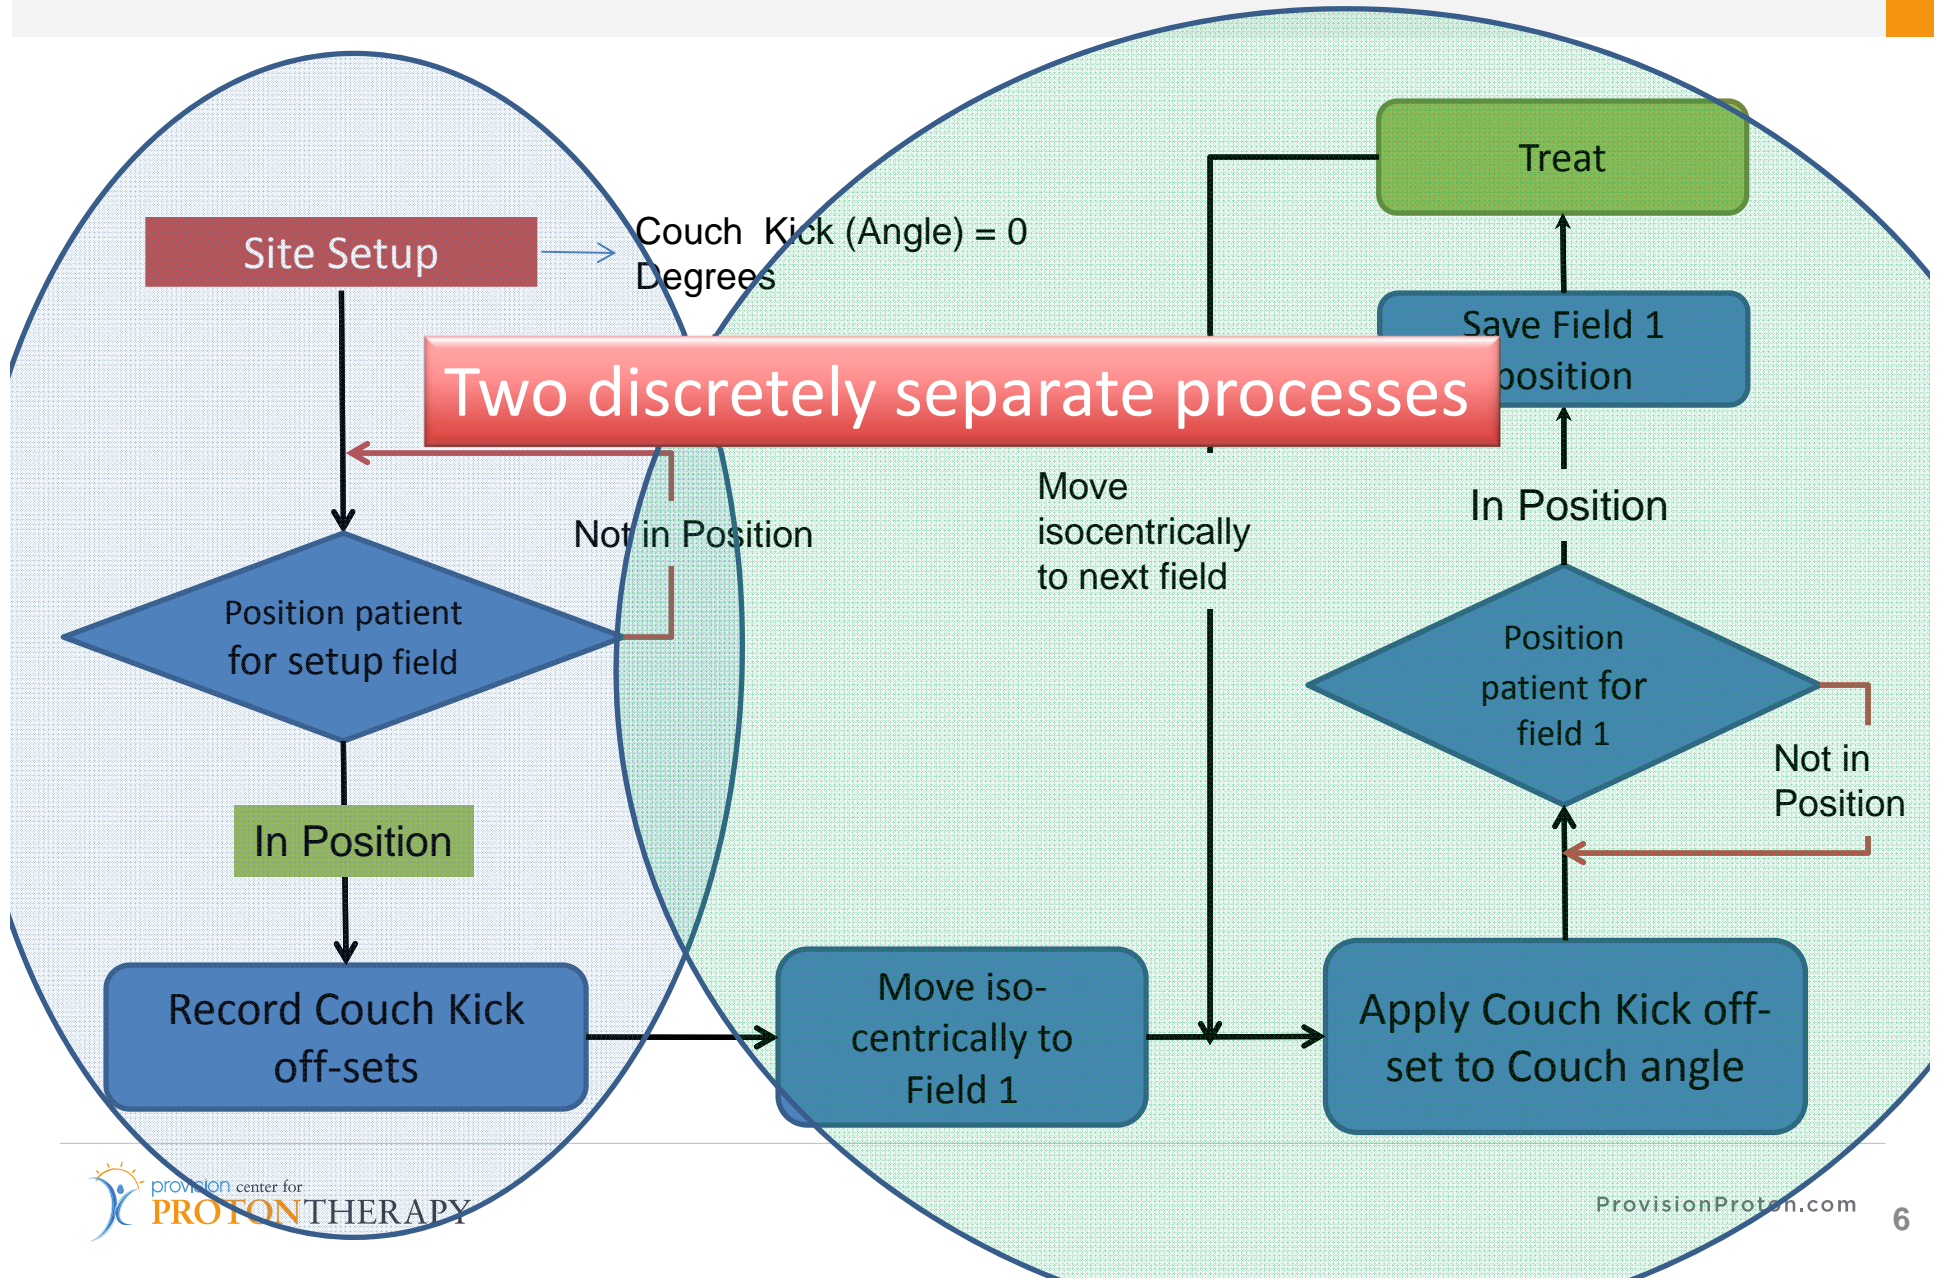 Treat
Site Setup
Couch Kick (Angle) = 0
Degrees
Save Field 1
position
Two discretely separate processes
Not in Position
Move
isocentrically
to next field
In Position
Position patient
for setup field
Position
patient for
field 1
Not in
Position
In Position
Record Couch Kick
off-sets
Move iso-
centrically to
Field 1
Apply Couch Kick off-
set to Couch angle
provision center for
PROTON THERAPY
ProvisionProton.com
6